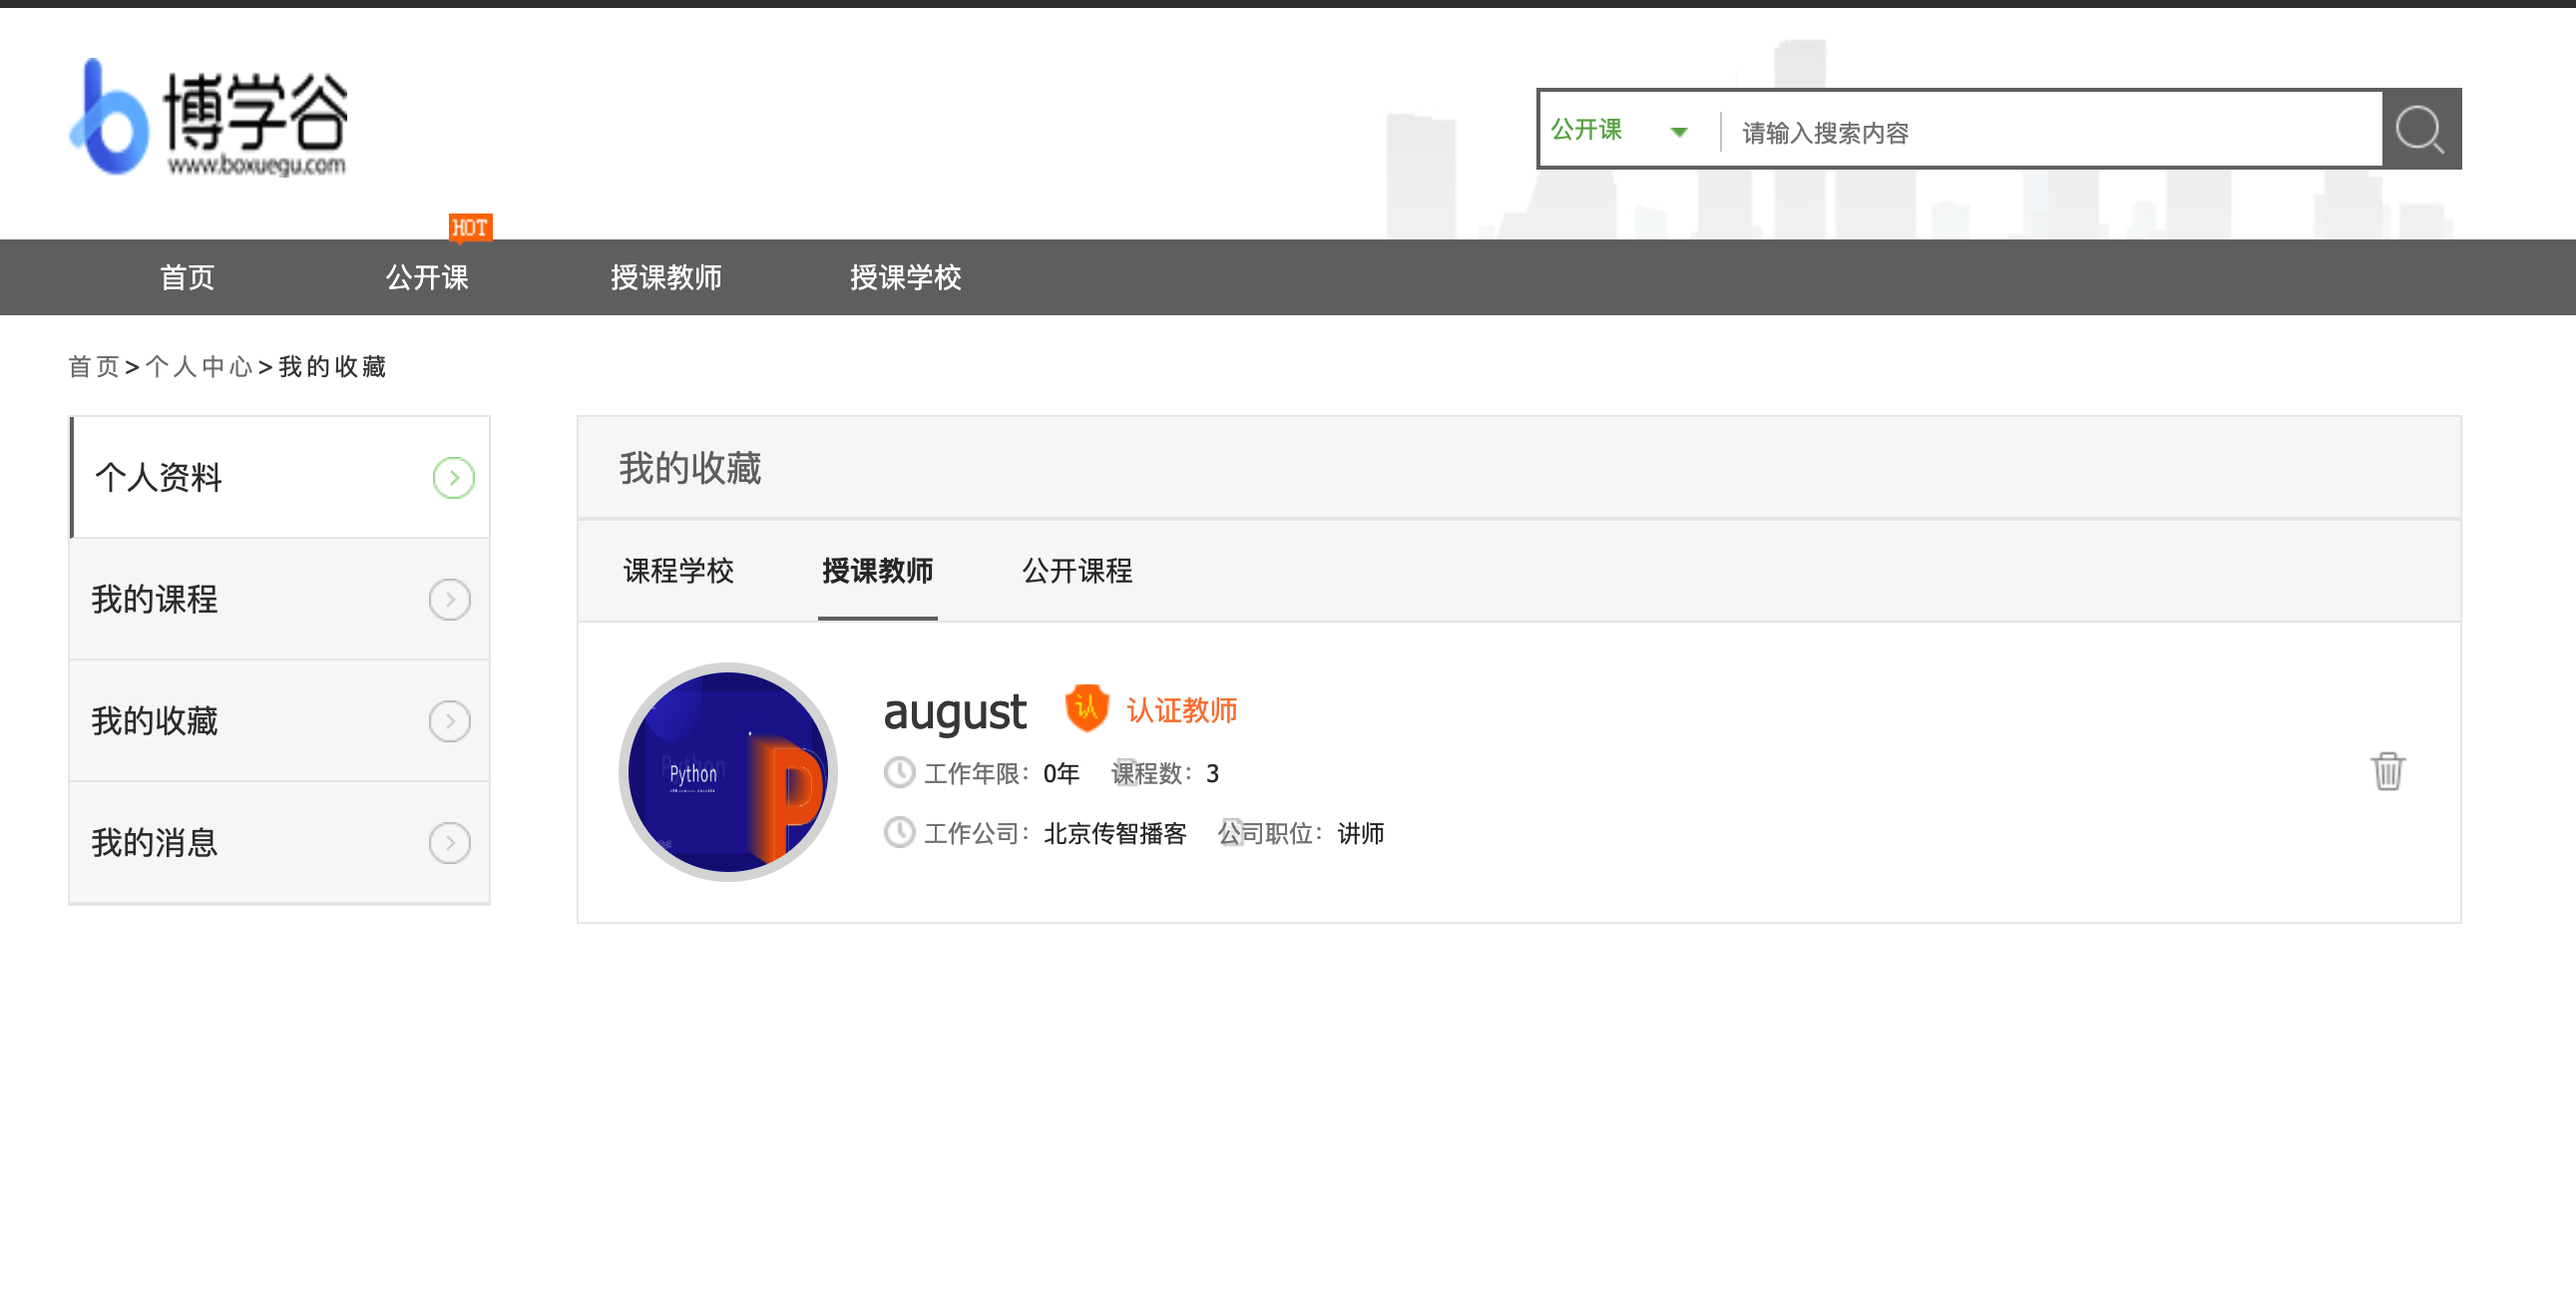 博学谷
www.boxuegu.com
公开课 请输入搜索内容
HOT
首页 公开课 授课教师 授课学校
首页>个人中心>我的收藏
个人资料
我的课程
我的收藏
我的消息
我的收藏
课程学校 授课教师 公开课程
Python
P
august 认 认证教师
工作年限：0年 课程数：3
工作公司：北京传智播客 公司职位：讲师